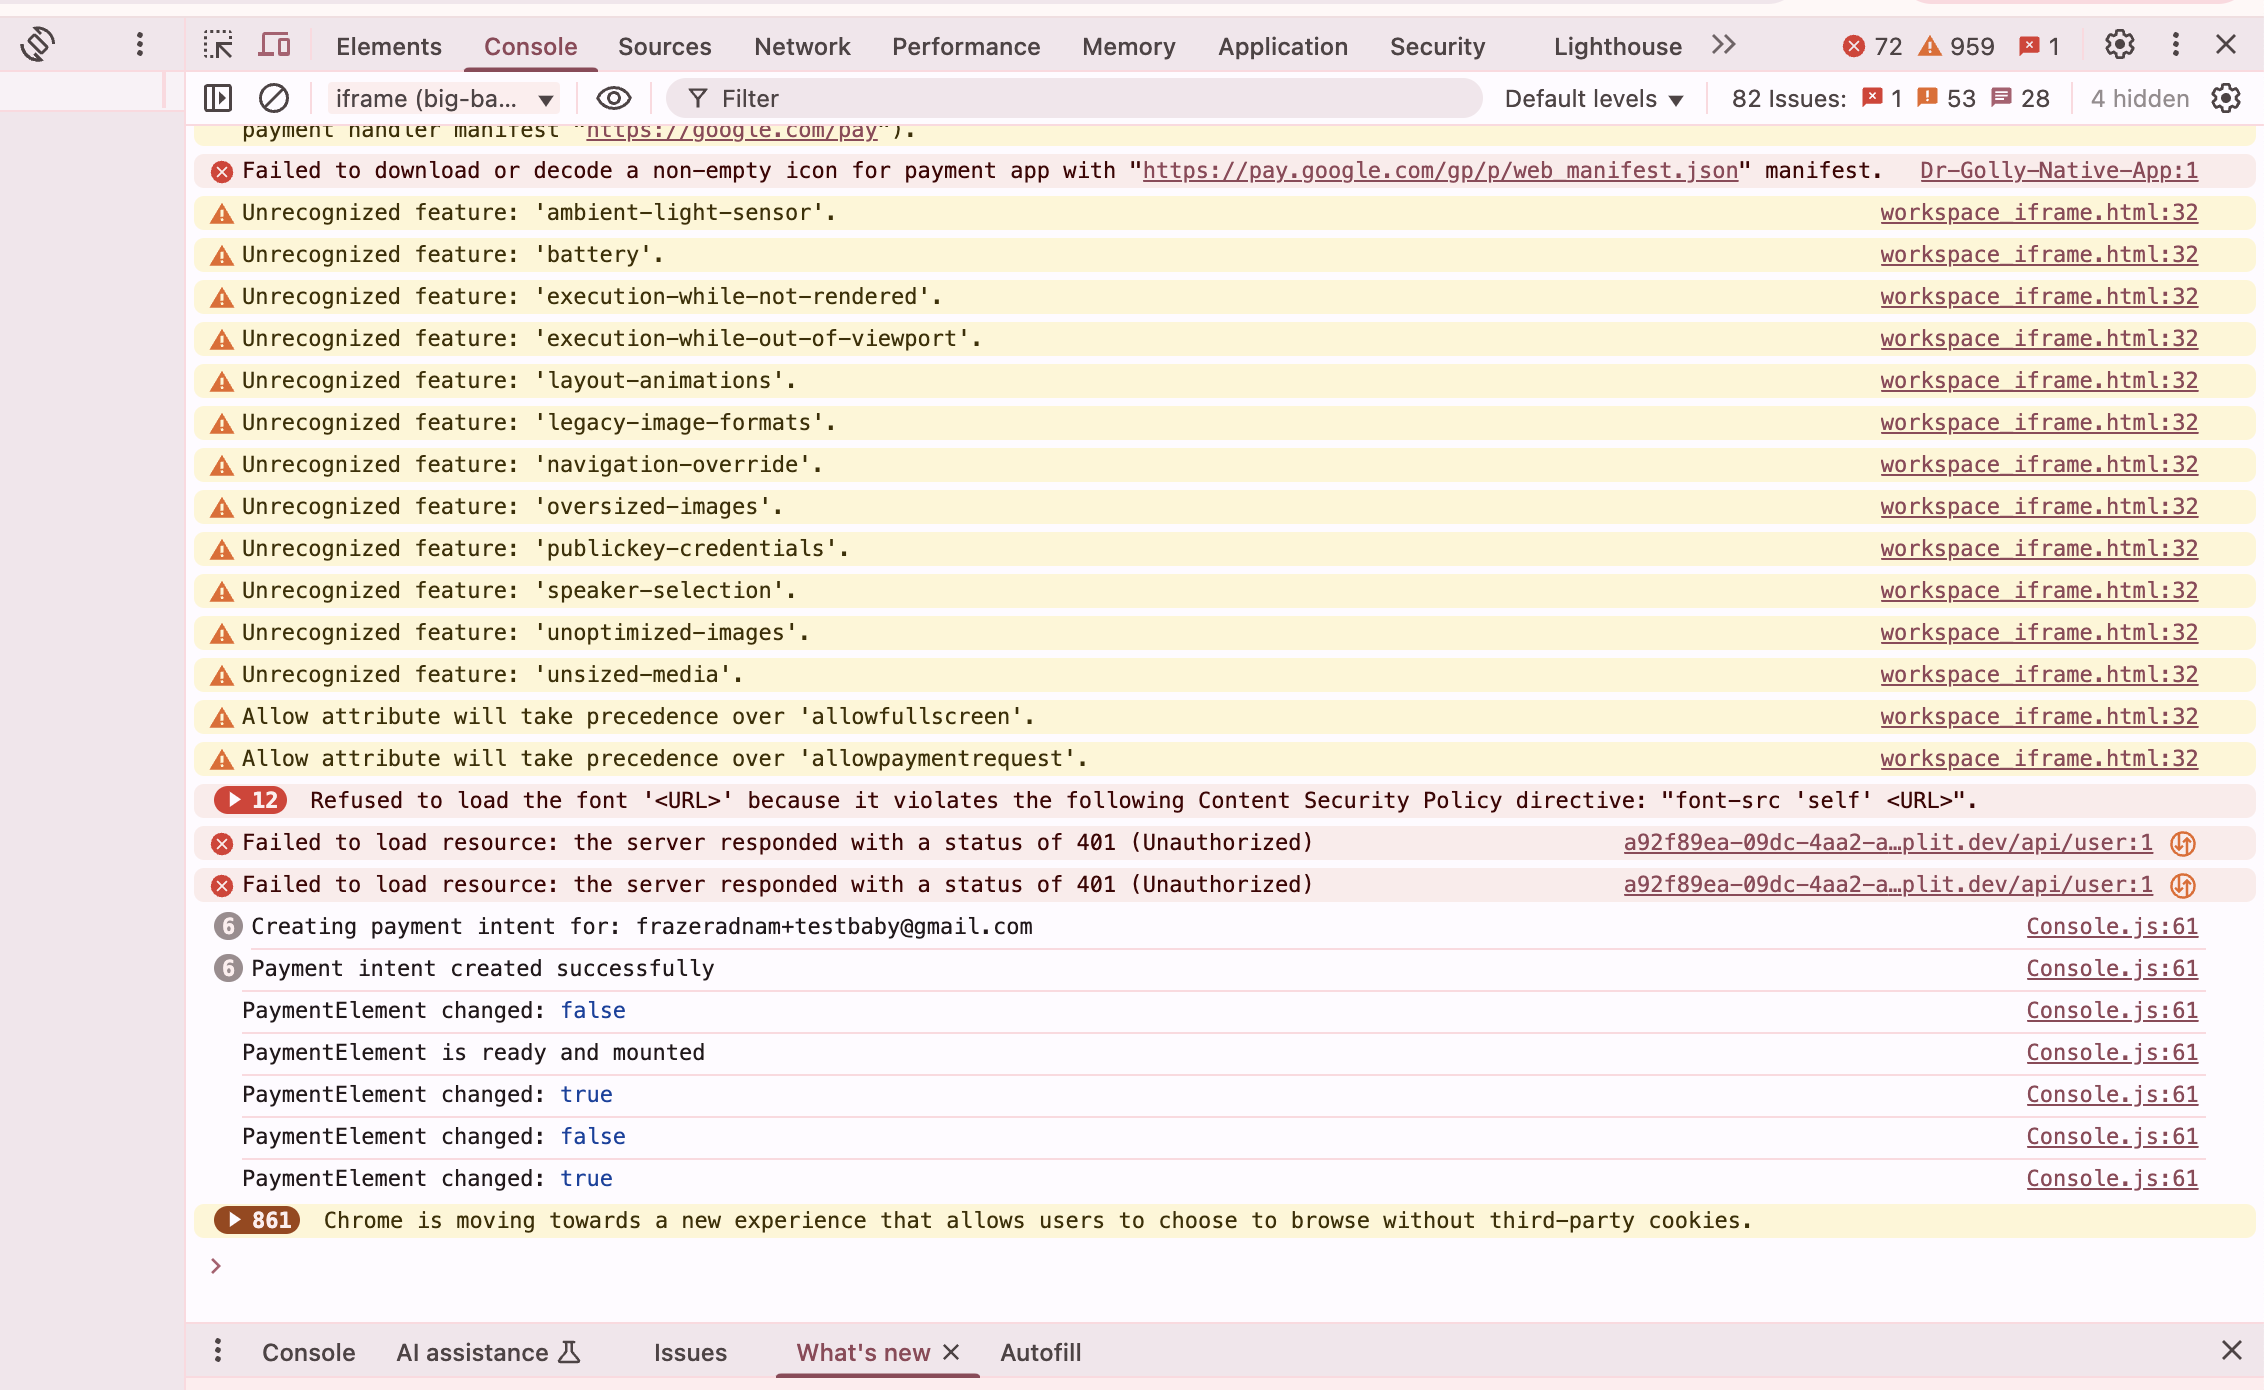 Elements Console Sources Network Performance Memory Application Security Lighthouse 72 959 1
iframe (big-ba... Filter Default levels 82 Issues: 1 53 28 4 hidden
payment handler manifest "https://google.com/pay").
Failed to download or decode a non-empty icon for payment app with "https://pay.google.com/gp/p/web_manifest.json" manifest. Dr-Golly-Native-App:1
Unrecognized feature: 'ambient-light-sensor'. workspace_iframe.html:32
Unrecognized feature: 'battery'. workspace_iframe.html:32
Unrecognized feature: 'execution-while-not-rendered'. workspace_iframe.html:32
Unrecognized feature: 'execution-while-out-of-viewport'. workspace_iframe.html:32
Unrecognized feature: 'layout-animations'. workspace_iframe.html:32
Unrecognized feature: 'legacy-image-formats'. workspace_iframe.html:32
Unrecognized feature: 'navigation-override'. workspace_iframe.html:32
Unrecognized feature: 'oversized-images'. workspace_iframe.html:32
Unrecognized feature: 'publickey-credentials'. workspace_iframe.html:32
Unrecognized feature: 'speaker-selection'. workspace_iframe.html:32
Unrecognized feature: 'unoptimized-images'. workspace_iframe.html:32
Unrecognized feature: 'unsized-media'. workspace_iframe.html:32
Allow attribute will take precedence over 'allowfullscreen'. workspace_iframe.html:32
Allow attribute will take precedence over 'allowpaymentrequest'. workspace_iframe.html:32
12 Refused to load the font '<URL>' because it violates the following Content Security Policy directive: "font-src 'self' <URL>".
Failed to load resource: the server responded with a status of 401 (Unauthorized) a92f89ea-09dc-4aa2-a…plit.dev/api/user:1
Failed to load resource: the server responded with a status of 401 (Unauthorized) a92f89ea-09dc-4aa2-a…plit.dev/api/user:1
6 Creating payment intent for: frazeradnam+testbaby@gmail.com Console.js:61
6 Payment intent created successfully Console.js:61
PaymentElement changed: false Console.js:61
PaymentElement is ready and mounted Console.js:61
PaymentElement changed: true Console.js:61
PaymentElement changed: false Console.js:61
PaymentElement changed: true Console.js:61
861 Chrome is moving towards a new experience that allows users to choose to browse without third-party cookies.
Console AI assistance Issues What's new Autofill